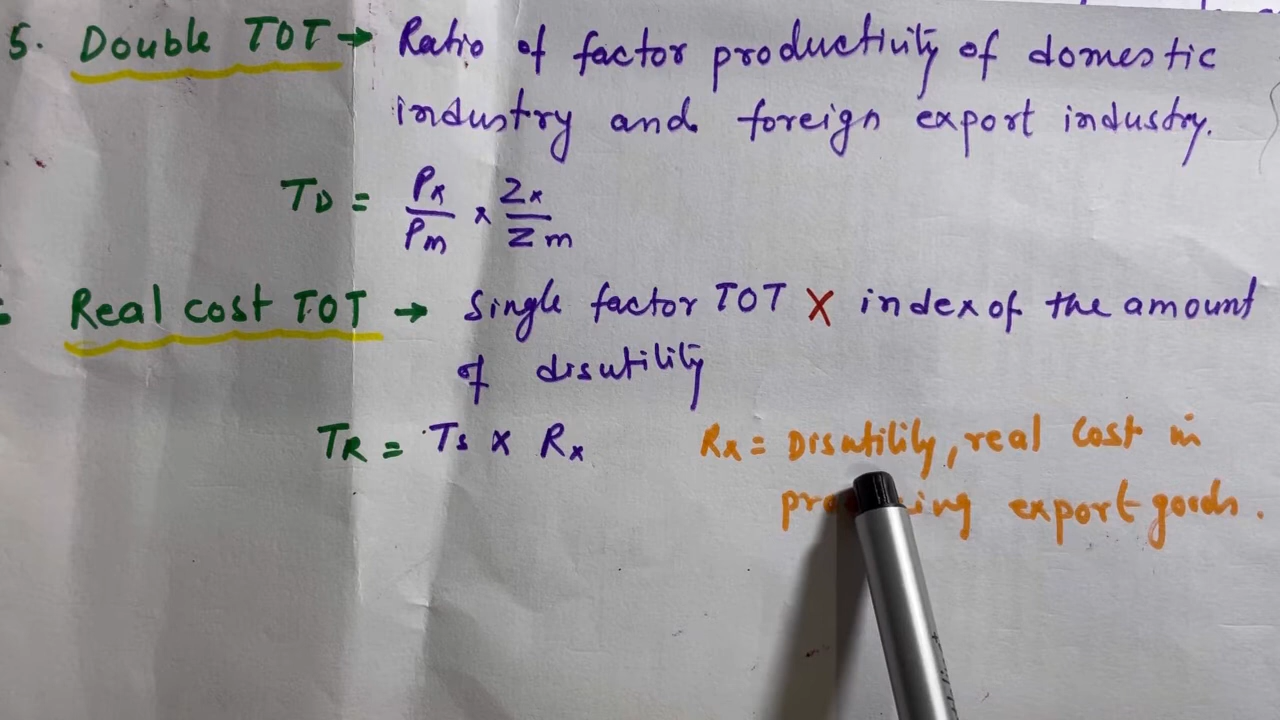 5. Double TOT → Ratio of factor productivity of domestic
industry and foreign export industry.
TD = Px/Pm x Zx/Zm
Real cost TOT → Single factor TOT X index of the amount
of disutility
TR = Ts x Rx
Rx = Disutility, real cost in
export goods.